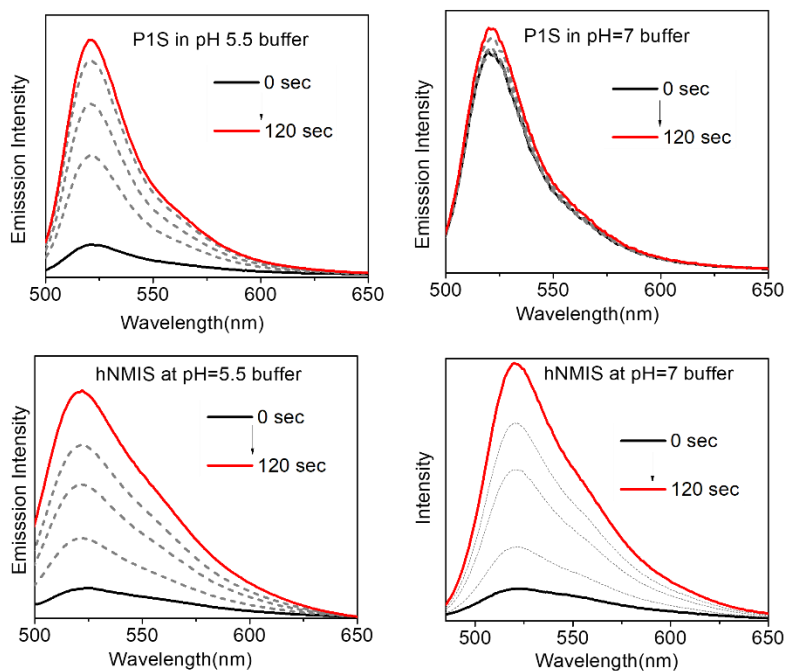 P1S in pH 5.5 buffer
0 sec
120 sec
Emisssion Intensity
500 550 600 650
Wavelength(nm)
P1S in pH=7 buffer
0 sec
120 sec
Emisssion Intensity
500 550 600 650
Wavelength(nm)
hNMIS at pH=5.5 buffer
0 sec
120 sec
Emisssion Intensity
500 550 600 650
Wavelength(nm)
hNMIS at pH=7 buffer
0 sec
120 sec
Intensity
500 550 600 650
Wavelength(nm)